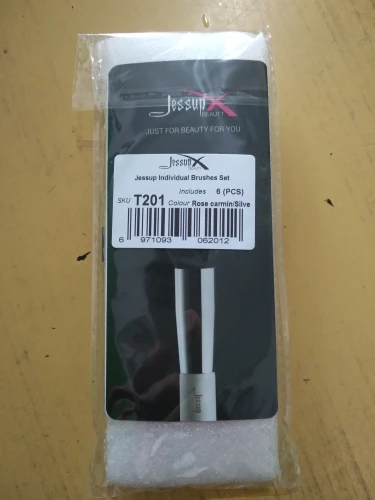 Jessup
BEAUTY
JUST FOR BEAUTY FOR YOU
Jessup
Jessup Individual Brushes Set
Includes 6 (PCS)
SKU T201 Colour Rose carmin/Silve
6 971093 062012
Jessup